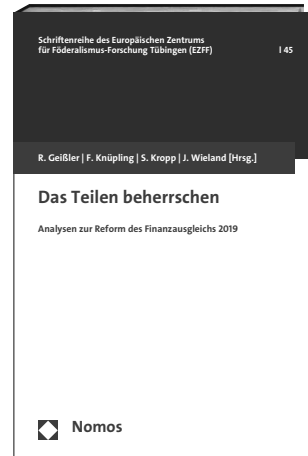 Schriftenreihe des Europäischen Zentrums
für Föderalismus-Forschung Tübingen (EZFF) | 45
R. Geißler | F. Knüpling | S. Kropp | J. Wieland [Hrsg.]
Das Teilen beherrschen
Analysen zur Reform des Finanzausgleichs 2019
Nomos